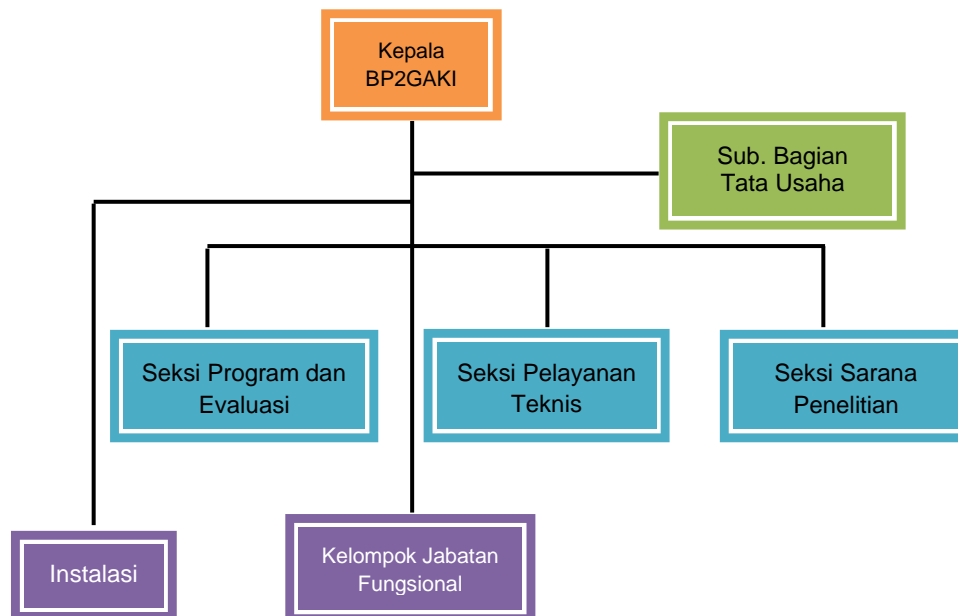 Kepala
BP2GAKI
Sub. Bagian
Tata Usaha
Seksi Program dan
Evaluasi
Seksi Pelayanan
Teknis
Seksi Sarana
Penelitian
Instalasi
Kelompok Jabatan
Fungsional